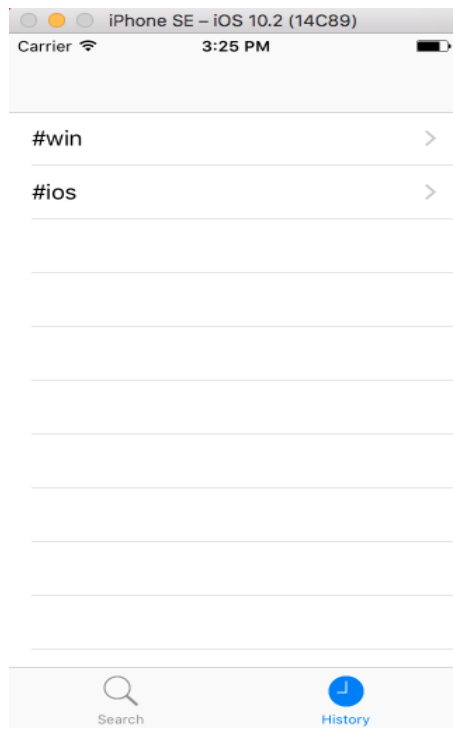 iPhone SE – iOS 10.2 (14C89)
Carrier 3:25 PM
#win
#ios
Search History